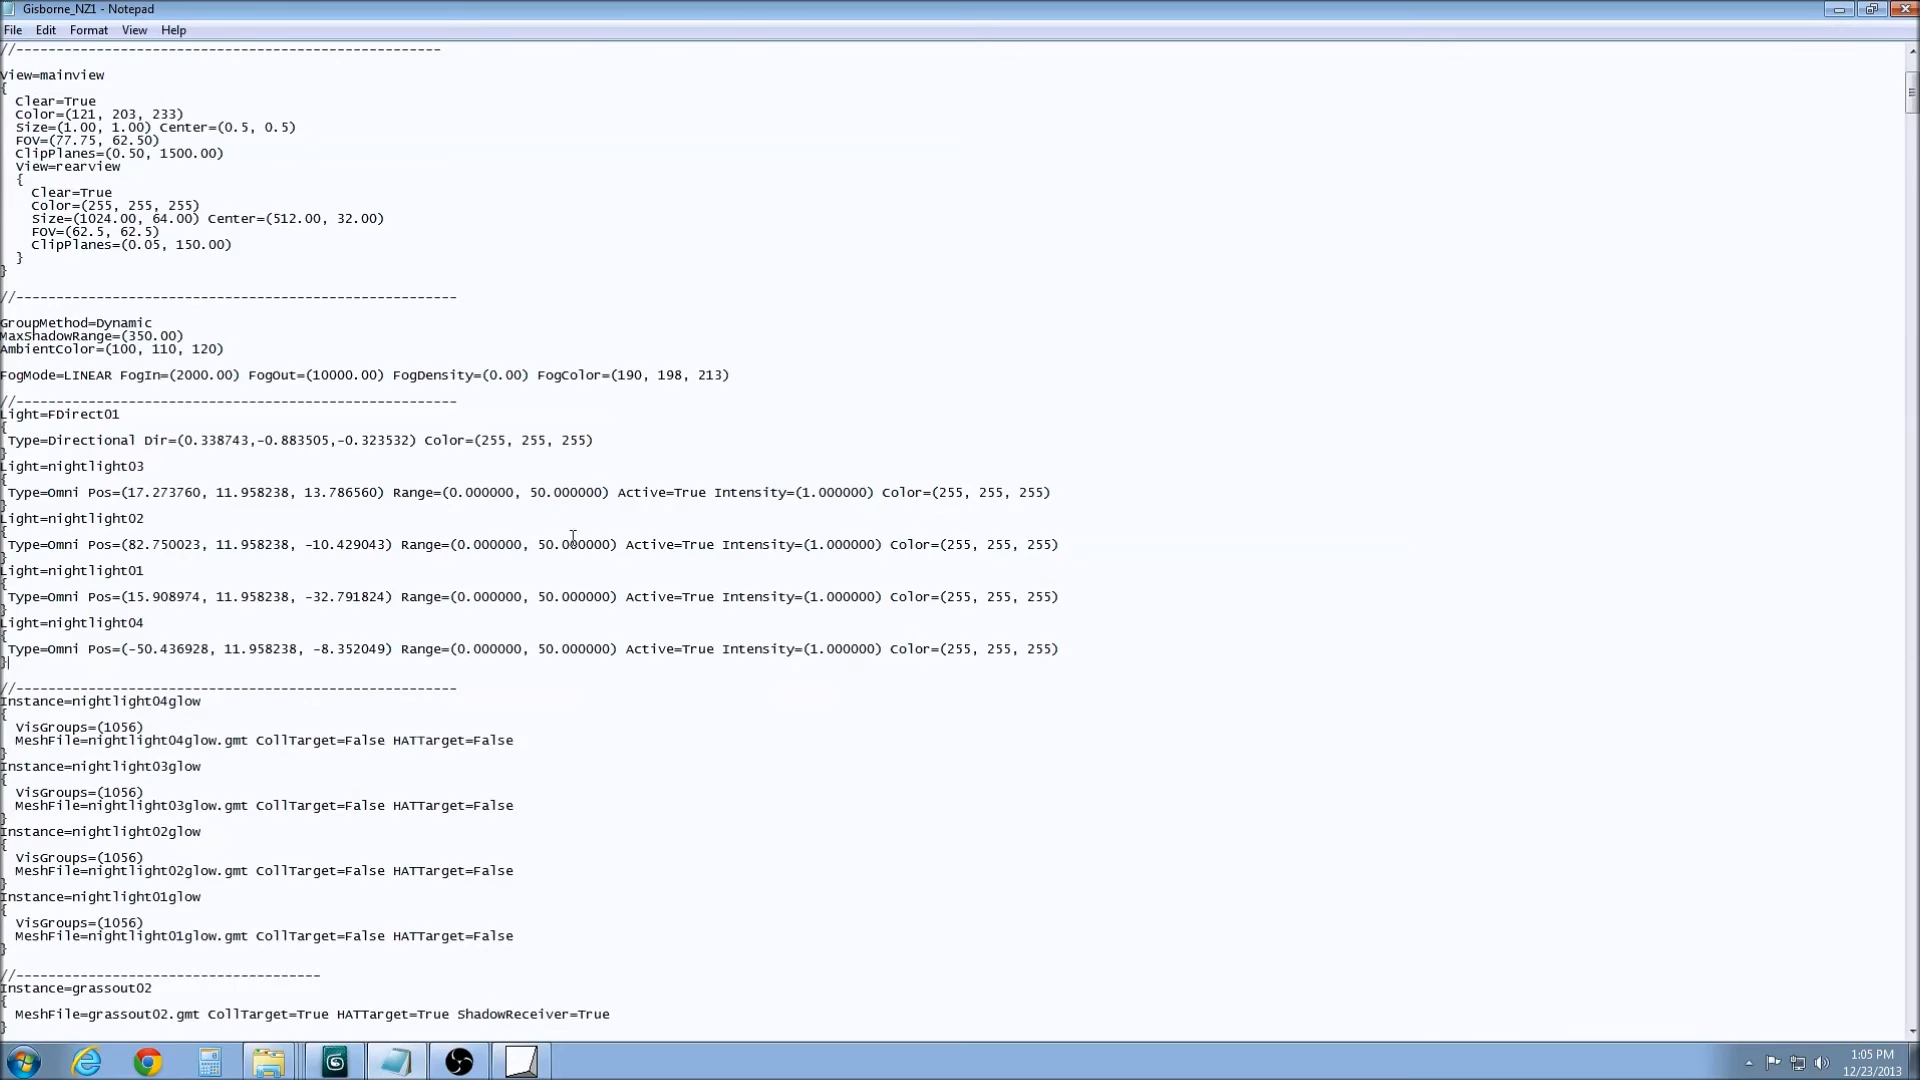 Gisborne_NZ1 - Notepad
File Edit Format View Help
//-----------------------------------------------------
View=mainview
{
Clear=True
Color=(121, 203, 233)
Size=(1.00, 1.00) Center=(0.5, 0.5)
FOV=(77.75, 62.50)
ClipPlanes=(0.50, 1500.00)
View=rearview
{
Clear=True
Color=(255, 255, 255)
Size=(1024.00, 64.00) Center=(512.00, 32.00)
FOV=(62.5, 62.5)
ClipPlanes=(0.05, 150.00)
}
}
//-------------------------------------------------------
GroupMethod=Dynamic
MaxShadowRange=(350.00)
AmbientColor=(100, 110, 120)
FogMode=LINEAR FogIn=(2000.00) FogOut=(10000.00) FogDensity=(0.00) FogColor=(190, 198, 213)
//-------------------------------------------------------
Light=FDirect01
{
Type=Directional Dir=(0.338743,-0.883505,-0.323532) Color=(255, 255, 255)
}
Light=nightlight03
{
Type=Omni Pos=(17.273760, 11.958238, 13.786560) Range=(0.000000, 50.000000) Active=True Intensity=(1.000000) Color=(255, 255, 255)
}
Light=nightlight02
{
Type=Omni Pos=(82.750023, 11.958238, -10.429043) Range=(0.000000, 50.000000) Active=True Intensity=(1.000000) Color=(255, 255, 255)
}
Light=nightlight01
{
Type=Omni Pos=(15.908974, 11.958238, -32.791824) Range=(0.000000, 50.000000) Active=True Intensity=(1.000000) Color=(255, 255, 255)
}
Light=nightlight04
{
Type=Omni Pos=(-50.436928, 11.958238, -8.352049) Range=(0.000000, 50.000000) Active=True Intensity=(1.000000) Color=(255, 255, 255)
}
//-------------------------------------------------------
Instance=nightlight04glow
{
VisGroups=(1056)
MeshFile=nightlight04glow.gmt CollTarget=False HATTarget=False
}
Instance=nightlight03glow
{
VisGroups=(1056)
MeshFile=nightlight03glow.gmt CollTarget=False HATTarget=False
}
Instance=nightlight02glow
{
VisGroups=(1056)
MeshFile=nightlight02glow.gmt CollTarget=False HATTarget=False
}
Instance=nightlight01glow
{
VisGroups=(1056)
MeshFile=nightlight01glow.gmt CollTarget=False HATTarget=False
}
//--------------------------------------
Instance=grassout02
{
MeshFile=grassout02.gmt CollTarget=True HATTarget=True ShadowReceiver=True
}
1:05 PM
12/23/2013